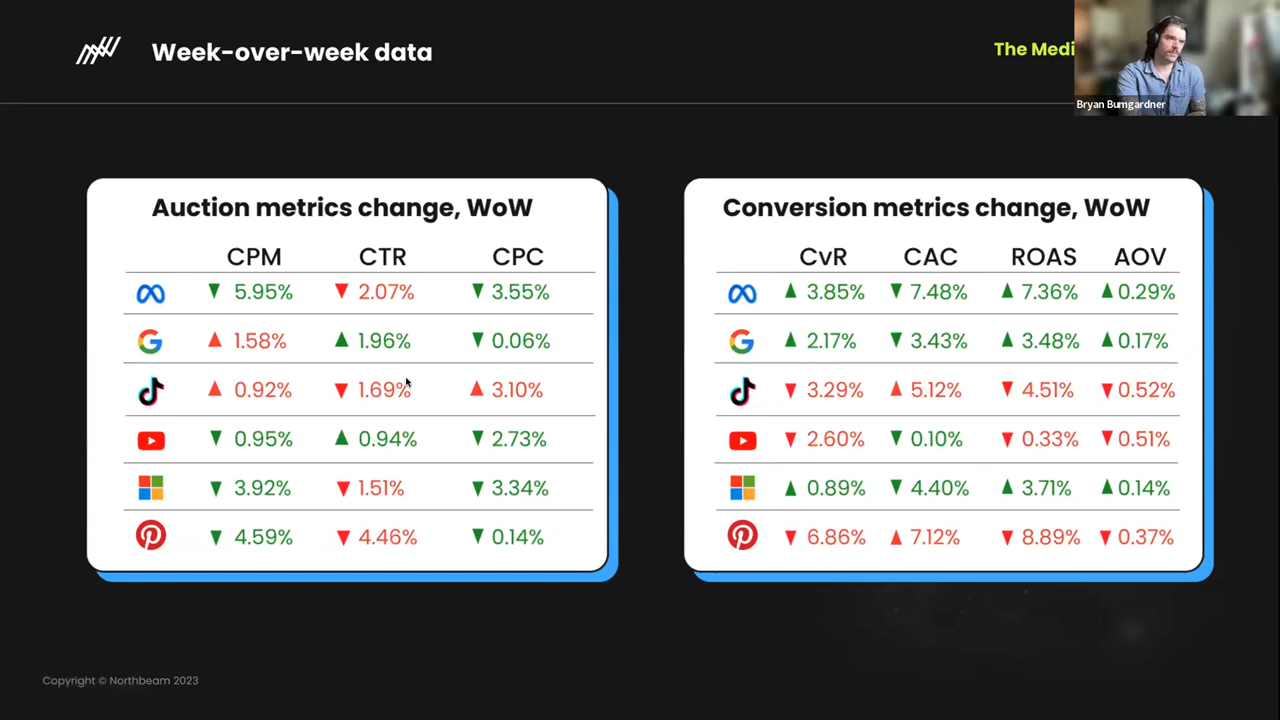 Week-over-week data
The Medi
Bryan Bumgardner
Auction metrics change, WoW
CPM CTR CPC
▼ 5.95% ▼ 2.07% ▼ 3.55%
▲ 1.58% ▲ 1.96% ▼ 0.06%
▲ 0.92% ▼ 1.69% ▲ 3.10%
▼ 0.95% ▲ 0.94% ▼ 2.73%
▼ 3.92% ▼ 1.51% ▼ 3.34%
▼ 4.59% ▼ 4.46% ▼ 0.14%
Conversion metrics change, WoW
CvR CAC ROAS AOV
▲ 3.85% ▼ 7.48% ▲ 7.36% ▲ 0.29%
▲ 2.17% ▼ 3.43% ▲ 3.48% ▲ 0.17%
▼ 3.29% ▲ 5.12% ▼ 4.51% ▼ 0.52%
▼ 2.60% ▼ 0.10% ▼ 0.33% ▼ 0.51%
▲ 0.89% ▼ 4.40% ▲ 3.71% ▲ 0.14%
▼ 6.86% ▲ 7.12% ▼ 8.89% ▼ 0.37%
Copyright © Northbeam 2023